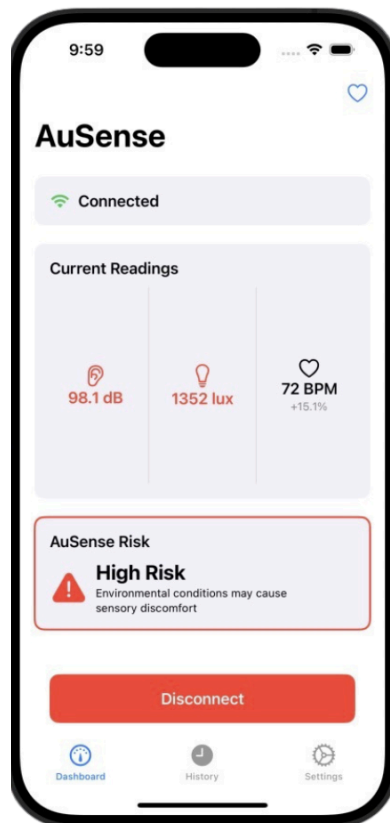 9:59
AuSense
Connected
Current Readings
98.1 dB
1352 lux
72 BPM
+15.1%
AuSense Risk
High Risk
Environmental conditions may cause
sensory discomfort
Disconnect
Dashboard
History
Settings